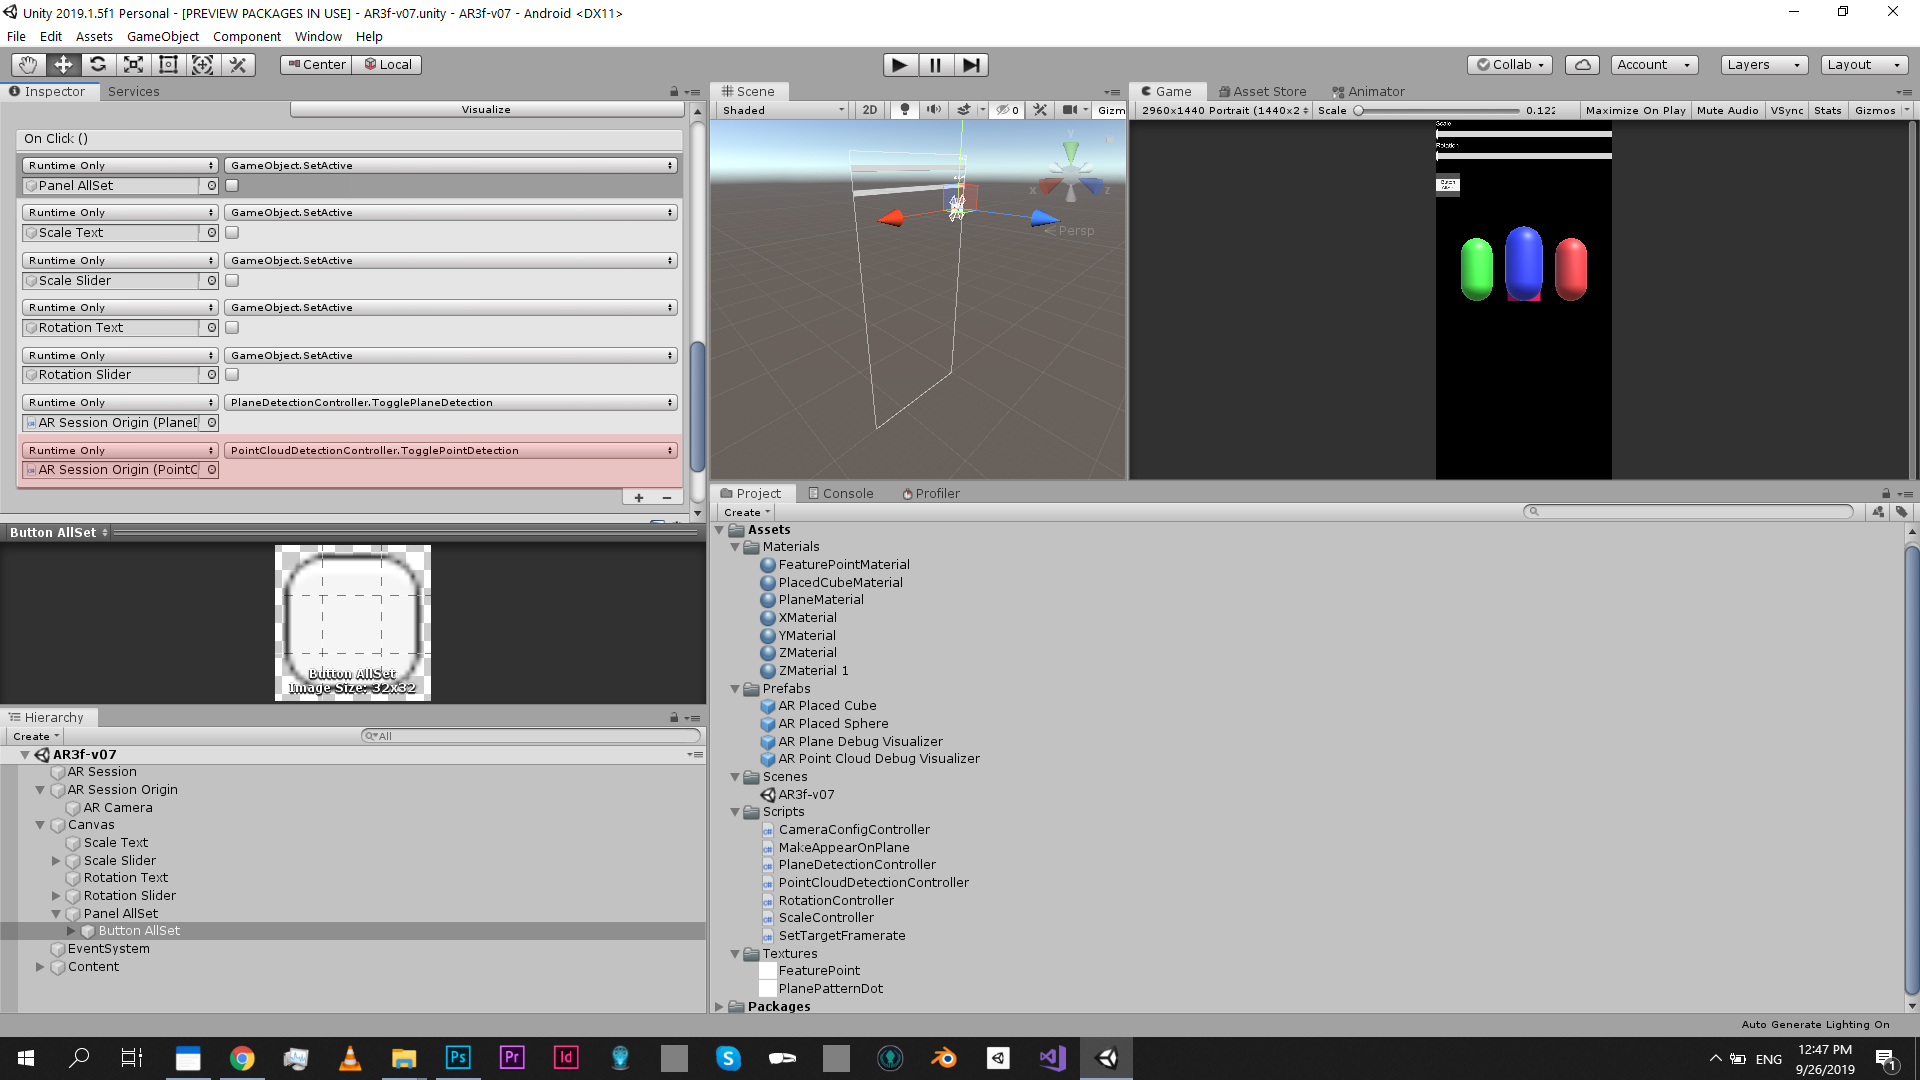 Unity 2019.1.5f1 Personal - [PREVIEW PACKAGES IN USE] - AR3f-v07.unity - AR3f-v07 - Android <DX11>
File Edit Assets GameObject Component Window Help
Center Local Collab Account Layers Layout
Inspector Services
Visualize
On Click ()
Runtime Only GameObject.SetActive
Panel AllSet
Runtime Only GameObject.SetActive
Scale Text
Runtime Only GameObject.SetActive
Scale Slider
Runtime Only GameObject.SetActive
Rotation Text
Runtime Only GameObject.SetActive
Rotation Slider
Runtime Only PlaneDetectionController.TogglePlaneDetection
AR Session Origin (Plane
Runtime Only PointCloudDetectionController.TogglePointDetection
AR Session Origin (PointC
Button AllSet
Button AllSet
Image Size: 32x32
Hierarchy
Create All
AR3f-v07
AR Session
AR Session Origin
AR Camera
Canvas
Scale Text
Scale Slider
Rotation Text
Rotation Slider
Panel AllSet
Button AllSet
EventSystem
Content
Scene
Shaded 2D 0 Gizm
y
x
z
Persp
Game Asset Store Animator
2960x1440 Portrait (1440x2 Scale 0.122 Maximize On Play Mute Audio VSync Stats Gizmos
Scale
Rotation
Button
Project Console Profiler
Create
Assets
Materials
FeaturePointMaterial
PlacedCubeMaterial
PlaneMaterial
XMaterial
YMaterial
ZMaterial
ZMaterial 1
Prefabs
AR Placed Cube
AR Placed Sphere
AR Plane Debug Visualizer
AR Point Cloud Debug Visualizer
Scenes
AR3f-v07
Scripts
CameraConfigController
MakeAppearOnPlane
PlaneDetectionController
PointCloudDetectionController
RotationController
ScaleController
SetTargetFramerate
Textures
FeaturePoint
PlanePatternDot
Packages
Auto Generate Lighting On
Ps Pr Id ENG 12:47 PM
9/26/2019
1